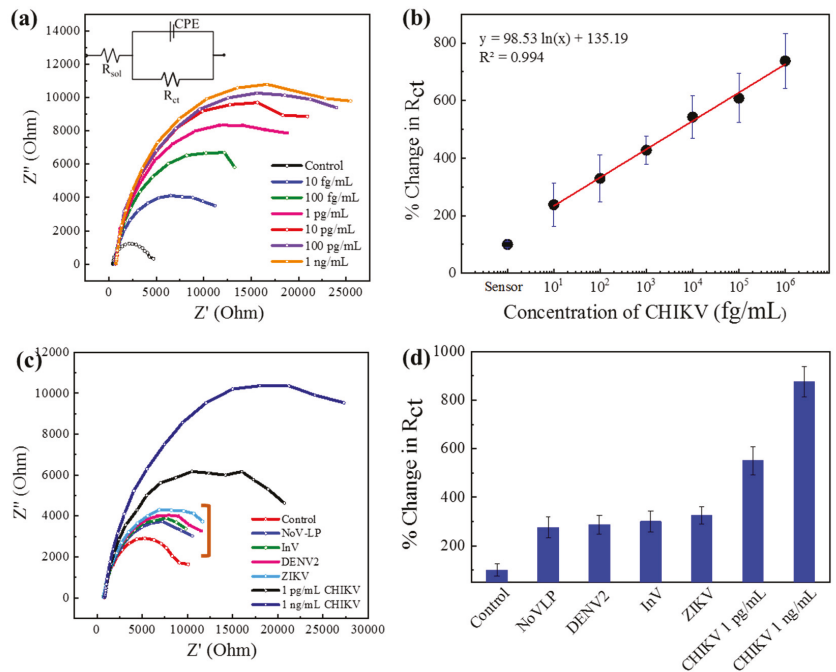 (a)
14000
12000
10000
8000
6000
4000
2000
0
Z'' (Ohm)
CPE
R_sol
R_ct
Control
10 fg/mL
100 fg/mL
1 pg/mL
10 pg/mL
100 pg/mL
1 ng/mL
0 5000 10000 15000 20000 25000
Z' (Ohm)
(b)
y = 98.53 ln(x) + 135.19
R² = 0.994
800
600
400
200
0
% Change in R_ct
Sensor 10¹ 10² 10³ 10⁴ 10⁵ 10⁶
Concentration of CHIKV (fg/mL)
(c)
12000
10000
8000
6000
4000
2000
0
Z'' (Ohm)
Control
NoV-LP
InV
DENV2
ZIKV
1 pg/mL CHIKV
1 ng/mL CHIKV
0 5000 10000 15000 20000 25000 30000
Z' (Ohm)
(d)
1000
800
600
400
200
% Change in R_ct
Control
NoVLP
DENV2
InV
ZIKV
CHIKV 1 pg/mL
CHIKV 1 ng/mL